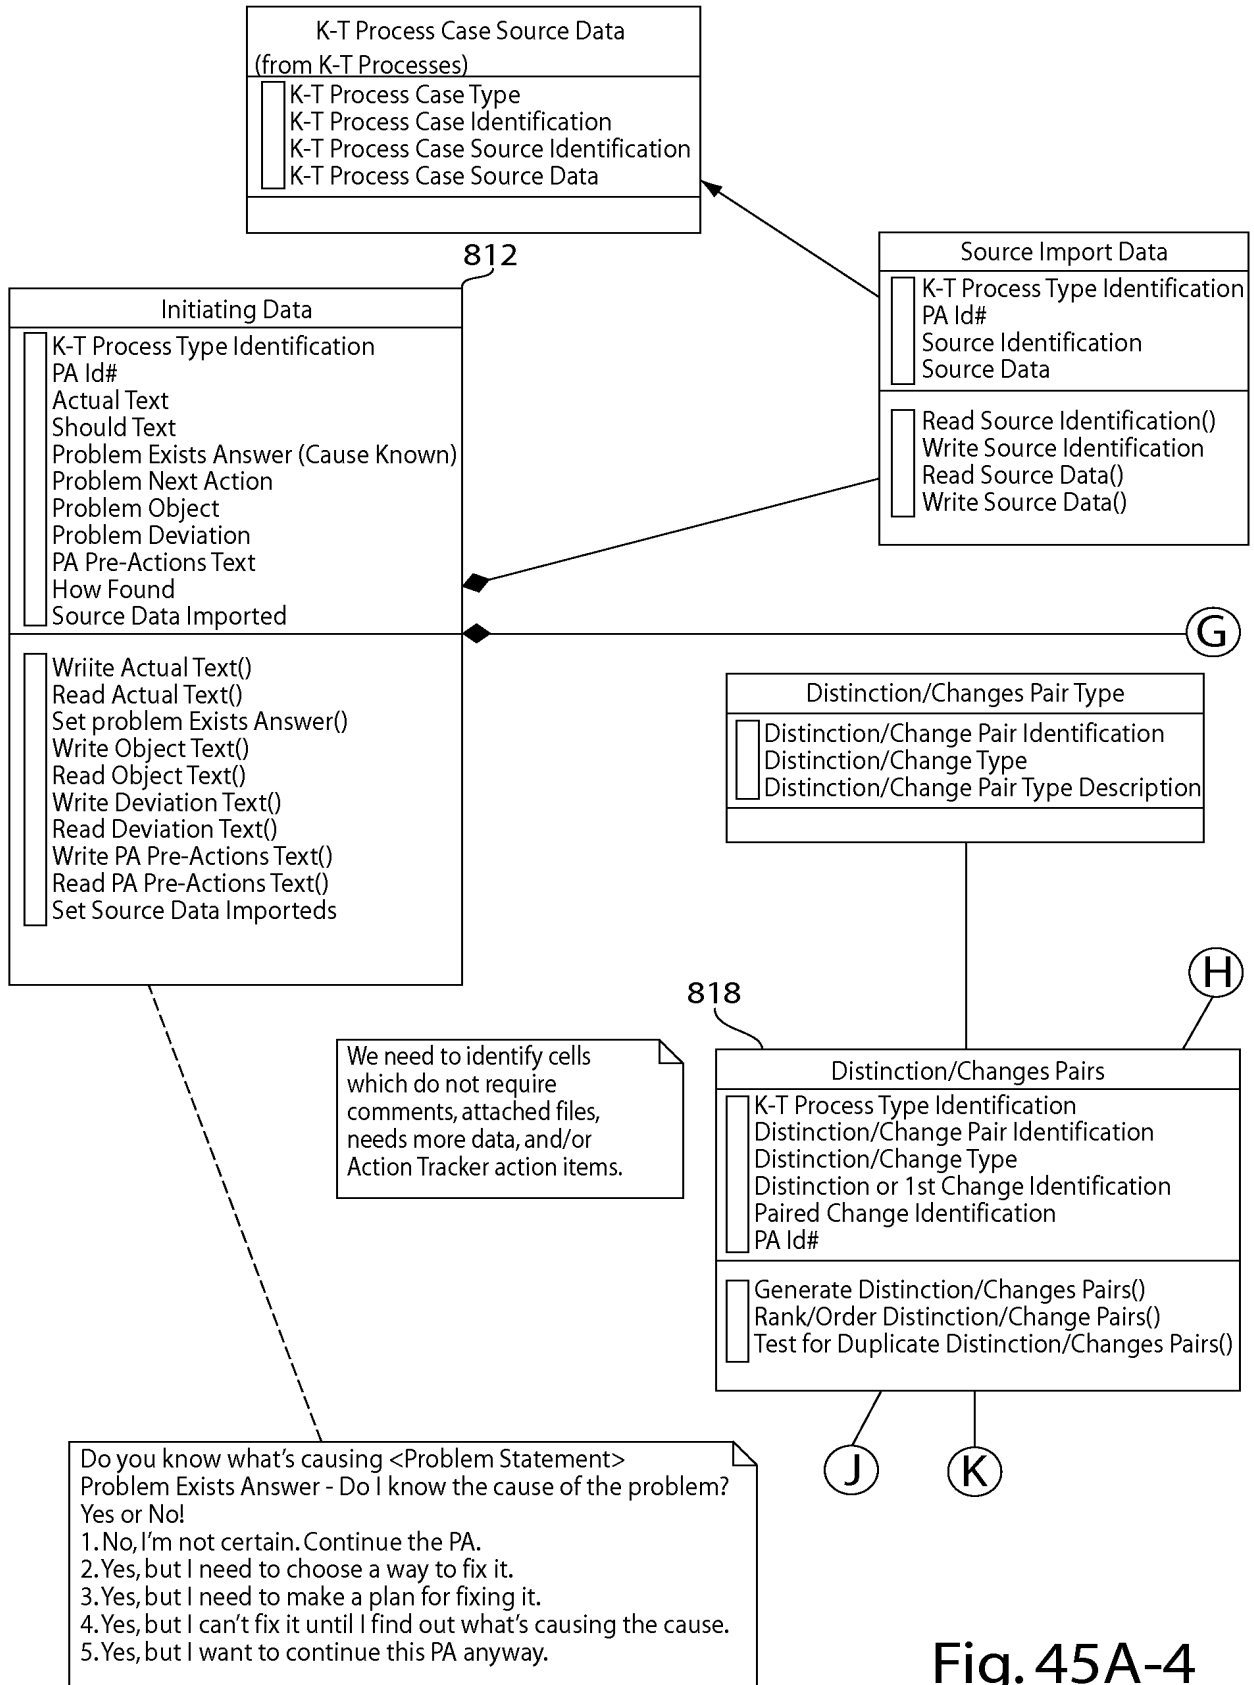 K-T Process Case Source Data
(from K-T Processes)
K-T Process Case Type
K-T Process Case Identification
K-T Process Case Source Identification
K-T Process Case Source Data
812
Initiating Data
K-T Process Type Identification
PA Id#
Actual Text
Should Text
Problem Exists Answer (Cause Known)
Problem Next Action
Problem Object
Problem Deviation
PA Pre-Actions Text
How Found
Source Data Imported
Wriite Actual Text()
Read Actual Text()
Set problem Exists Answer()
Write Object Text()
Read Object Text()
Write Deviation Text()
Read Deviation Text()
Write PA Pre-Actions Text()
Read PA Pre-Actions Text()
Set Source Data Importeds
Source Import Data
K-T Process Type Identification
PA Id#
Source Identification
Source Data
Read Source Identification()
Write Source Identification
Read Source Data()
Write Source Data()
G
Distinction/Changes Pair Type
Distinction/Change Pair Identification
Distinction/Change Type
Distinction/Change Pair Type Description
H
818
We need to identify cells
which do not require
comments, attached files,
needs more data, and/or
Action Tracker action items.
Distinction/Changes Pairs
K-T Process Type Identification
Distinction/Change Pair Identification
Distinction/Change Type
Distinction or 1st Change Identification
Paired Change Identification
PA Id#
Generate Distinction/Changes Pairs()
Rank/Order Distinction/Change Pairs()
Test for Duplicate Distinction/Changes Pairs()
J
K
Do you know what's causing <Problem Statement>
Problem Exists Answer - Do I know the cause of the problem?
Yes or No!
1. No, I'm not certain. Continue the PA.
2. Yes, but I need to choose a way to fix it.
3. Yes, but I need to make a plan for fixing it.
4. Yes, but I can't fix it until I find out what's causing the cause.
5. Yes, but I want to continue this PA anyway.
Fig. 45A-4